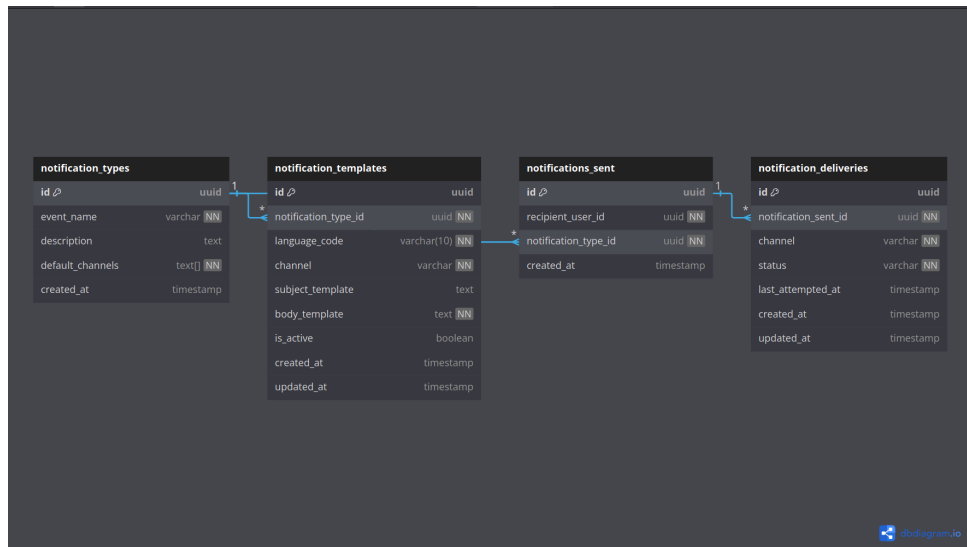 notification_types
id uuid
event_name varchar NN
description text
default_channels text[] NN
created_at timestamp
1
*
notification_templates
id uuid
notification_type_id uuid NN
language_code varchar(10) NN
channel varchar NN
subject_template text
body_template text NN
is_active boolean
created_at timestamp
updated_at timestamp
*
notifications_sent
id uuid
recipient_user_id uuid NN
notification_type_id uuid NN
created_at timestamp
1
*
notification_deliveries
id uuid
notification_sent_id uuid NN
channel varchar NN
status varchar NN
last_attempted_at timestamp
created_at timestamp
updated_at timestamp
dbdiagram.io